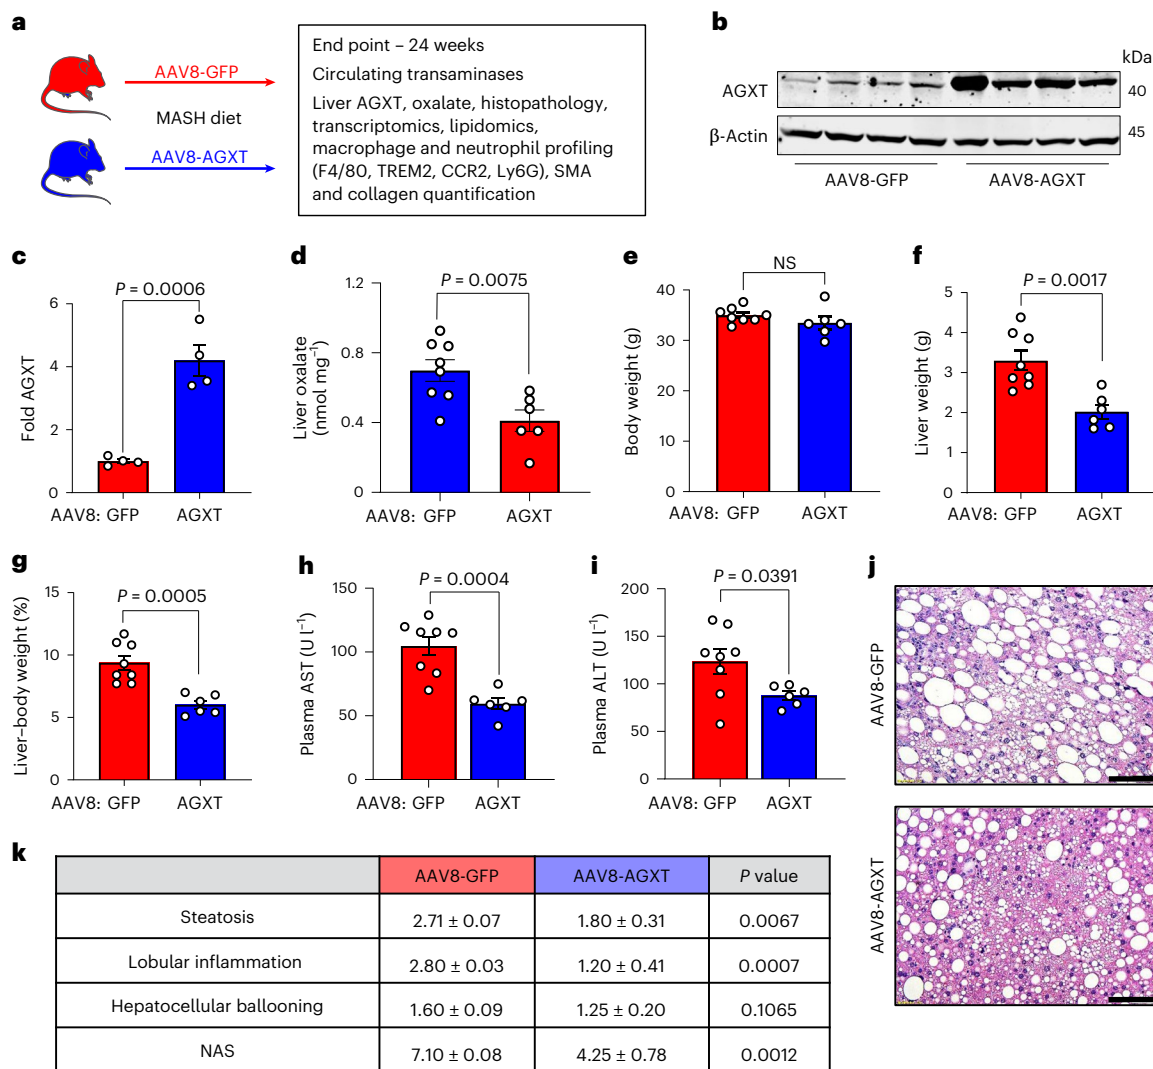 a
AAV8-GFP
MASH diet
AAV8-AGXT
End point – 24 weeks
Circulating transaminases
Liver AGXT, oxalate, histopathology,
transcriptomics, lipidomics,
macrophage and neutrophil profiling
(F4/80, TREM2, CCR2, Ly6G), SMA
and collagen quantification
b
kDa
AGXT
40
β-Actin
45
AAV8-GFP AAV8-AGXT
c
P = 0.0006
Fold AGXT
6
4
2
0
AAV8: GFP AGXT
d
P = 0.0075
Liver oxalate
(nmol mg⁻¹)
1.2
0.8
0.4
0
AAV8: GFP AGXT
e
NS
Body weight (g)
40
30
20
10
0
AAV8: GFP AGXT
f
P = 0.0017
Liver weight (g)
5
4
3
2
1
0
AAV8: GFP AGXT
g
P = 0.0005
Liver–body weight (%)
15
10
5
0
AAV8: GFP AGXT
h
P = 0.0004
Plasma AST (U l⁻¹)
150
100
50
0
AAV8: GFP AGXT
i
P = 0.0391
Plasma ALT (U l⁻¹)
200
150
100
50
0
AAV8: GFP AGXT
j
AAV8-GFP
AAV8-AGXT
k
AAV8-GFP AAV8-AGXT P value
Steatosis 2.71 ± 0.07 1.80 ± 0.31 0.0067
Lobular inflammation 2.80 ± 0.03 1.20 ± 0.41 0.0007
Hepatocellular ballooning 1.60 ± 0.09 1.25 ± 0.20 0.1065
NAS 7.10 ± 0.08 4.25 ± 0.78 0.0012